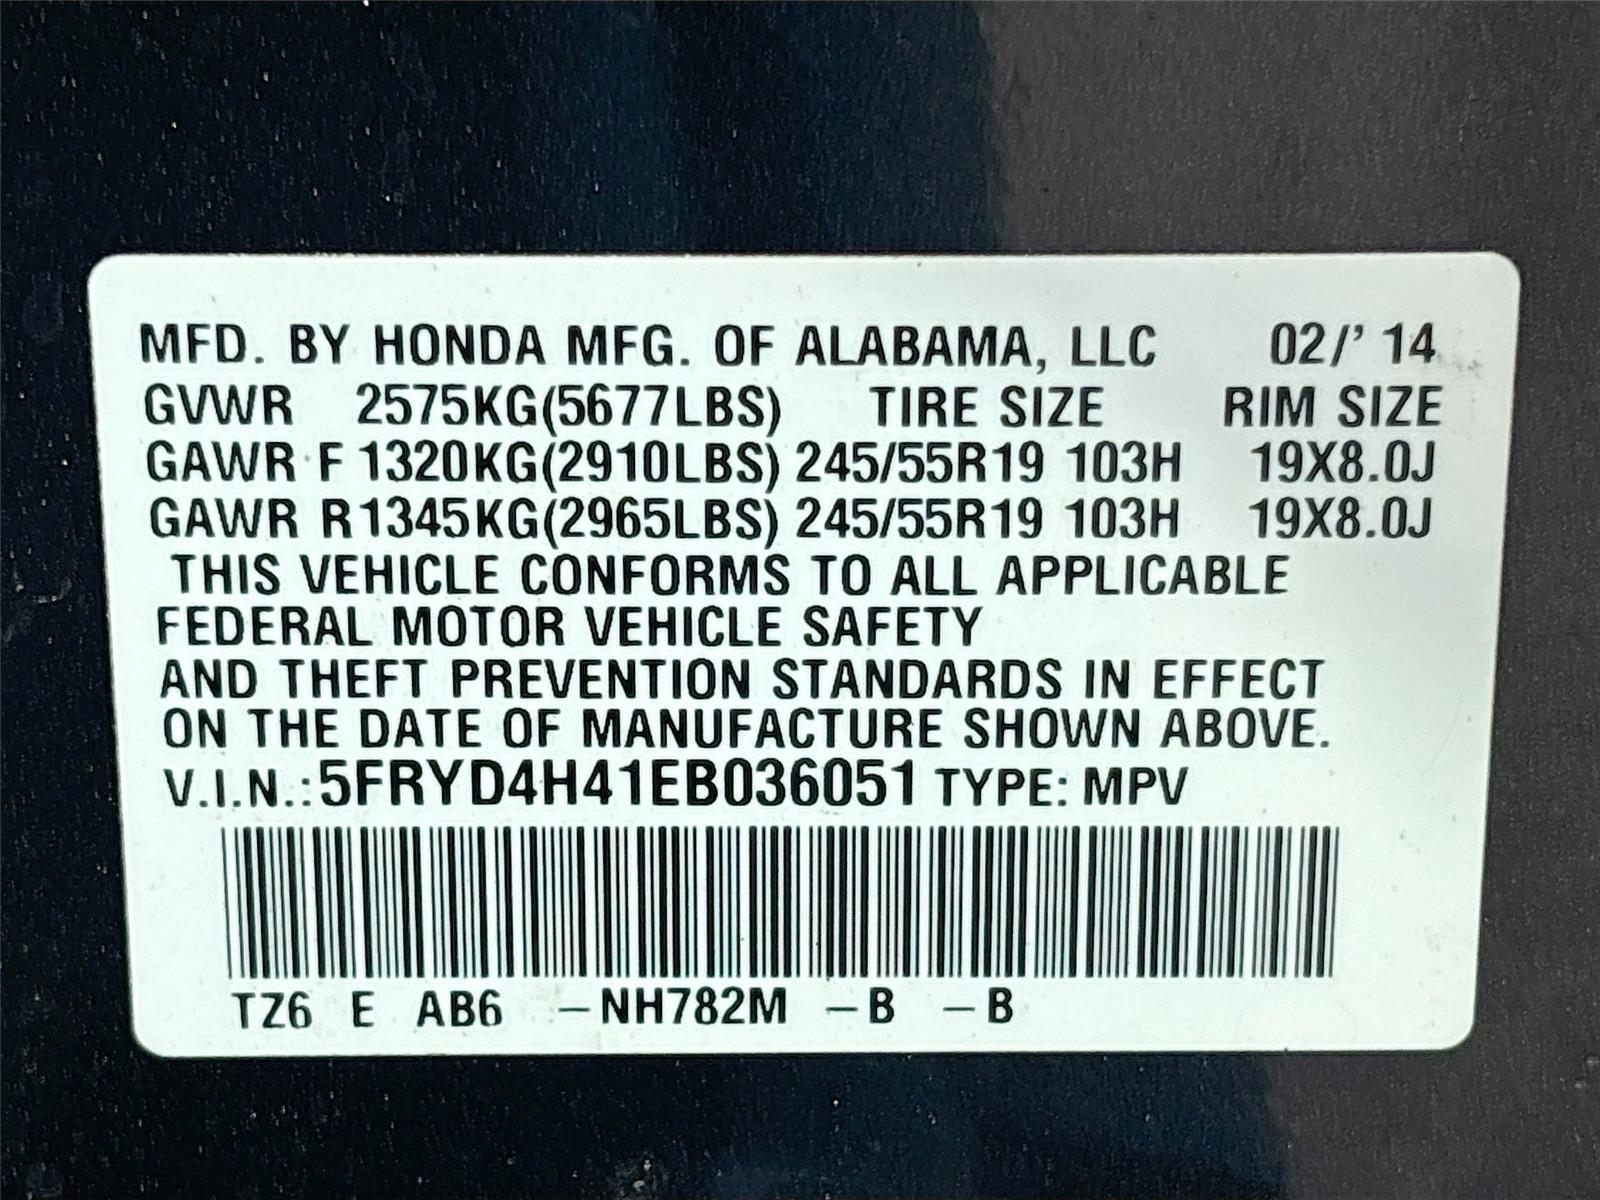 MFD. BY HONDA MFG. OF ALABAMA, LLC 02/' 14
GVWR 2575KG(5677LBS) TIRE SIZE RIM SIZE
GAWR F 1320KG(2910LBS) 245/55R19 103H 19X8.0J
GAWR R1345KG(2965LBS) 245/55R19 103H 19X8.0J
THIS VEHICLE CONFORMS TO ALL APPLICABLE
FEDERAL MOTOR VEHICLE SAFETY
AND THEFT PREVENTION STANDARDS IN EFFECT
ON THE DATE OF MANUFACTURE SHOWN ABOVE.
V.I.N.:5FRYD4H41EB036051 TYPE: MPV
TZ6 E AB6 –NH782M –B –B